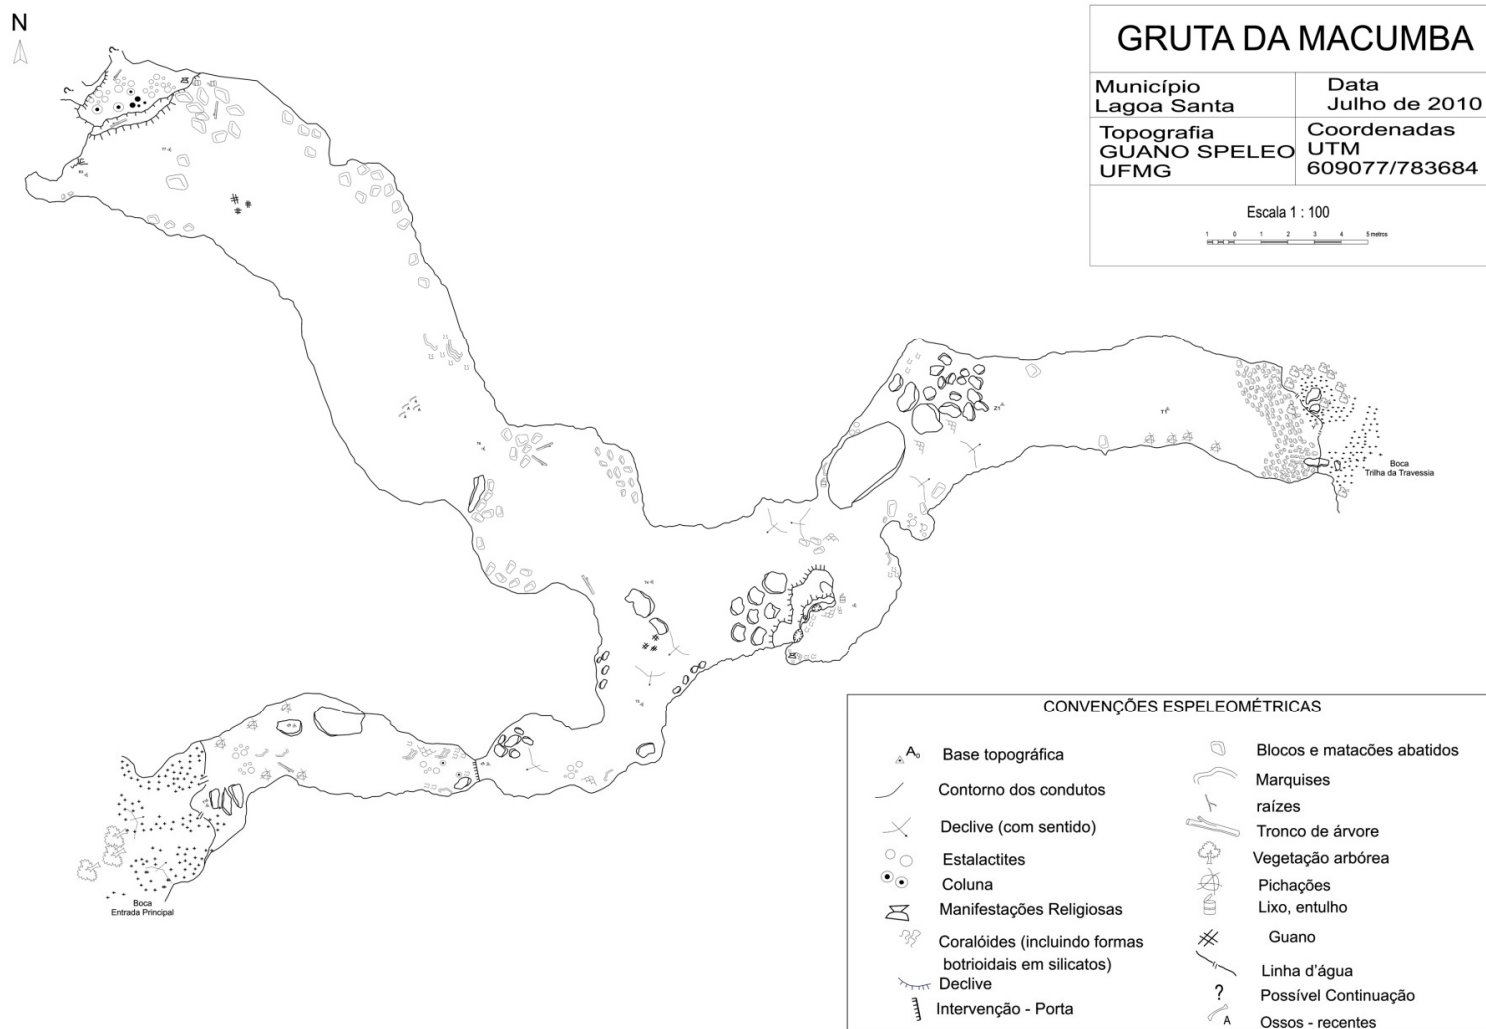 N
GRUTA DA MACUMBA
Município
Lagoa Santa
Data
Julho de 2010
Topografia
GUANO SPELEO
UFMG
Coordenadas
UTM
609077/783684
Escala 1 : 100
1 0 1 2 3 4 5 metros
?
?
Z1
T1
Boca
Trilha da Travessia
Boca
Entrada Principal
CONVENÇÕES ESPELEOMÉTRICAS
A0 Base topográfica
Contorno dos condutos
Declive (com sentido)
Estalactites
Coluna
Manifestações Religiosas
Coralóides (incluindo formas
botrioidais em silicatos)
Declive
Intervenção - Porta
Blocos e matacões abatidos
Marquises
raízes
Tronco de árvore
Vegetação arbórea
Pichações
Lixo, entulho
Guano
Linha d'água
? Possível Continuação
A Ossos - recentes